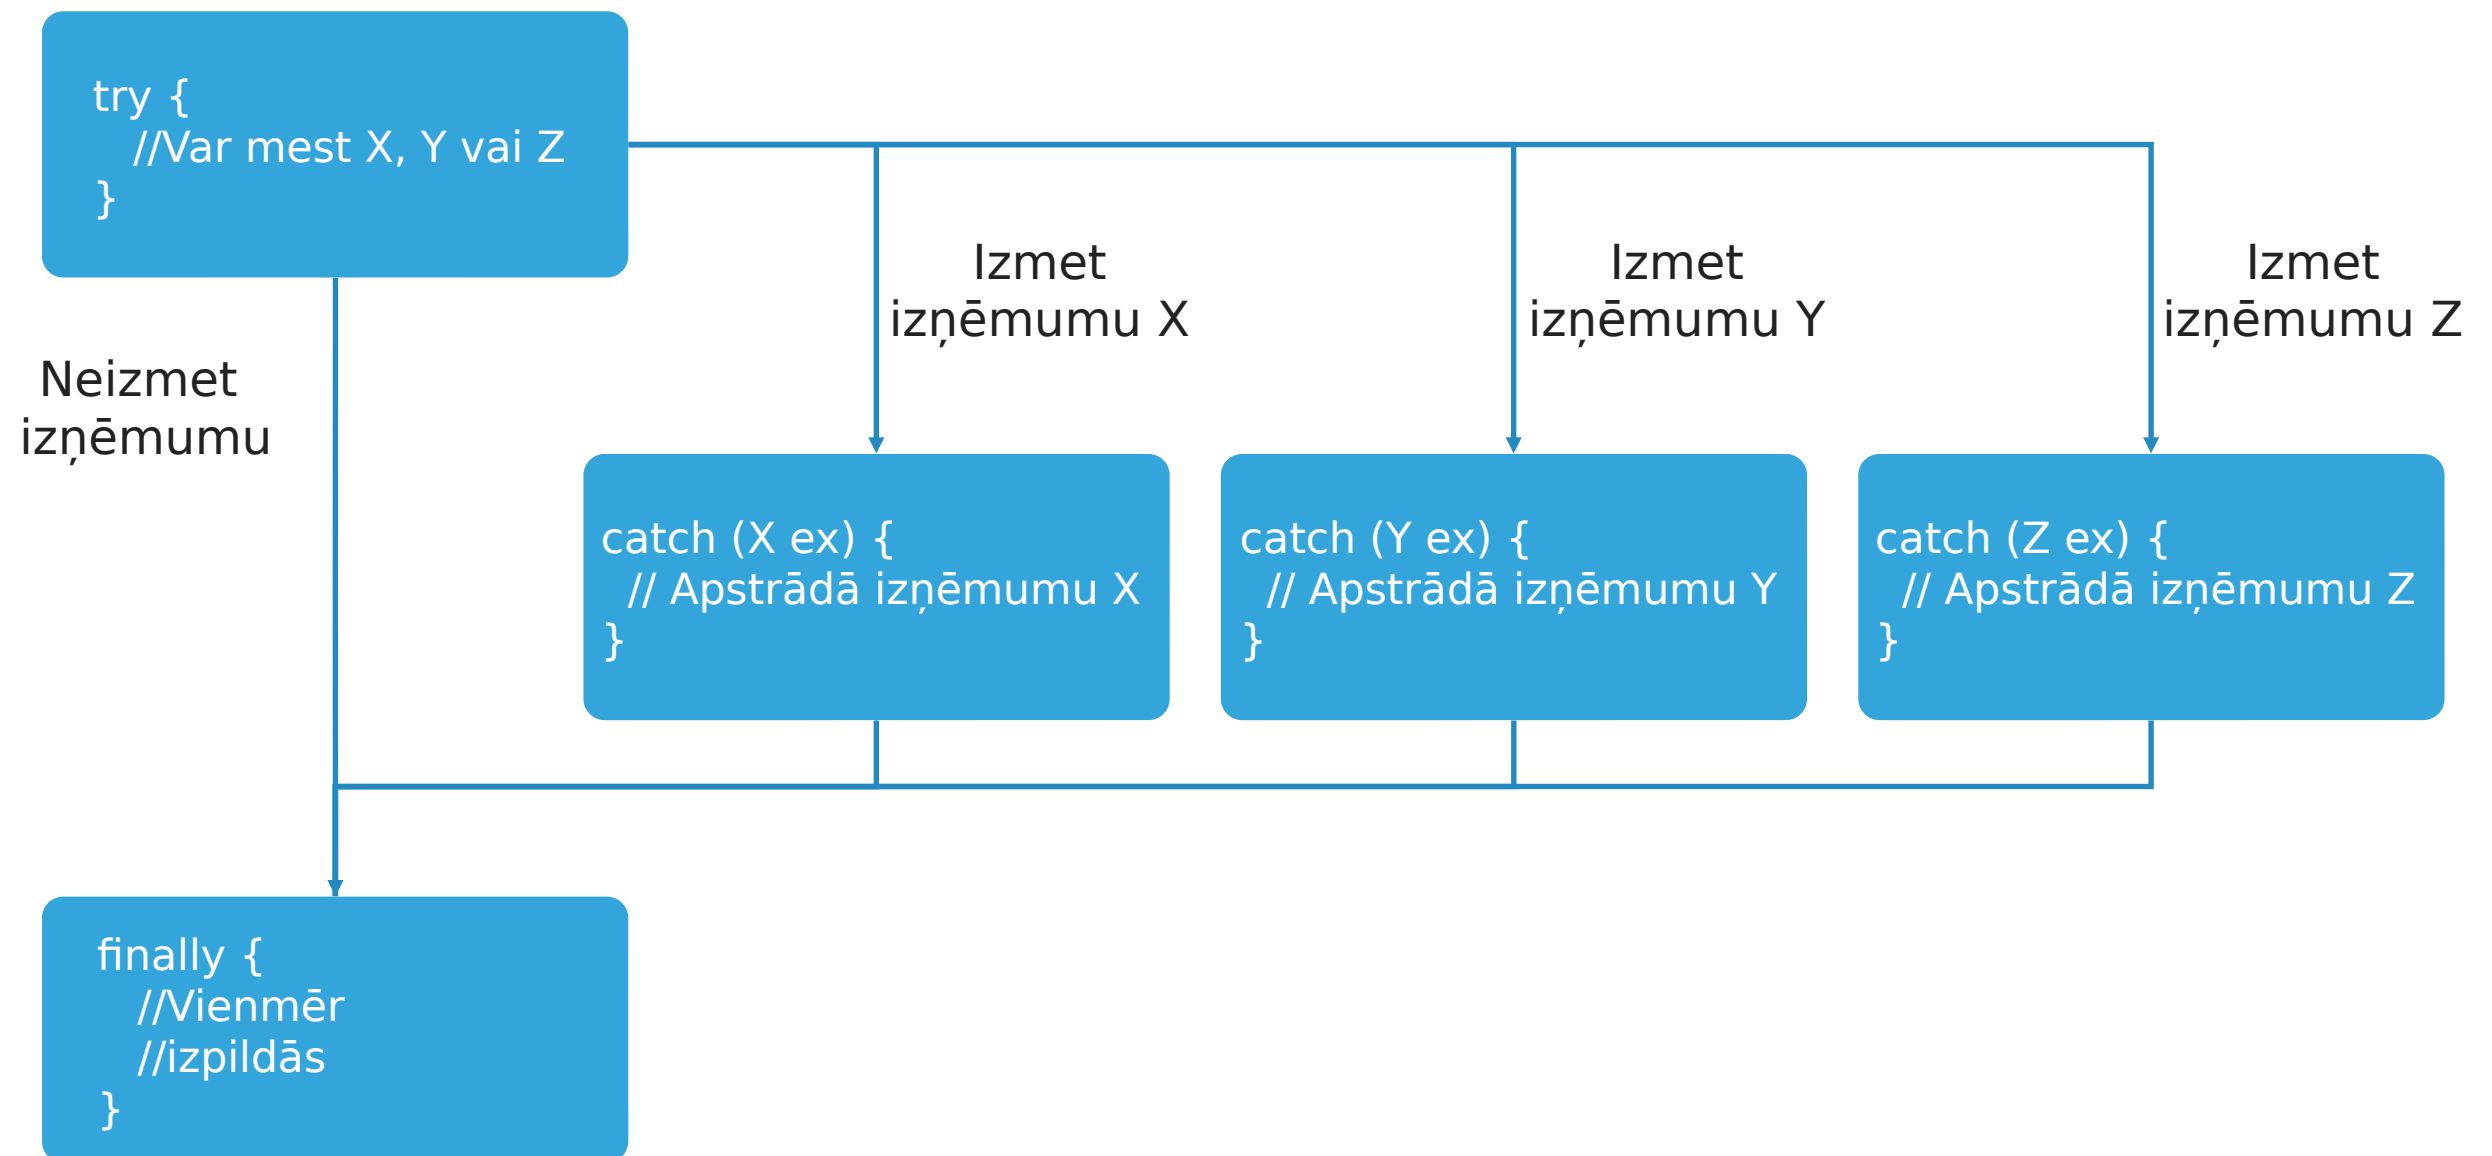 try {
//Var mest X, Y vai Z
}
Izmet
izņēmumu X
Izmet
izņēmumu Y
Izmet
izņēmumu Z
Neizmet
izņēmumu
catch (X ex) {
// Apstrādā izņēmumu X
}
catch (Y ex) {
// Apstrādā izņēmumu Y
}
catch (Z ex) {
// Apstrādā izņēmumu Z
}
finally {
//Vienmēr
//izpildās
}